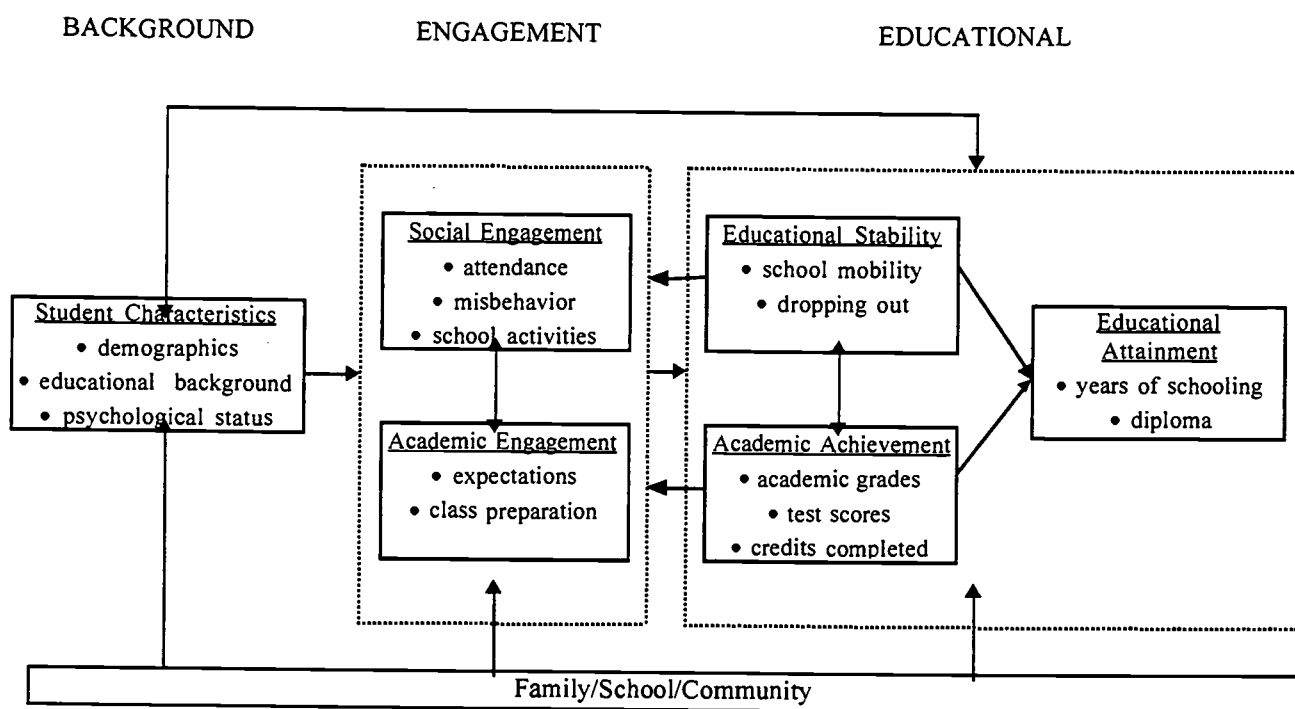 BACKGROUND
ENGAGEMENT
EDUCATIONAL
Student Characteristics
• demographics
• educational background
• psychological status
Social Engagement
• attendance
• misbehavior
• school activities
Academic Engagement
• expectations
• class preparation
Educational Stability
• school mobility
• dropping out
Academic Achievement
• academic grades
• test scores
• credits completed
Educational
Attainment
• years of schooling
• diploma
Family/School/Community